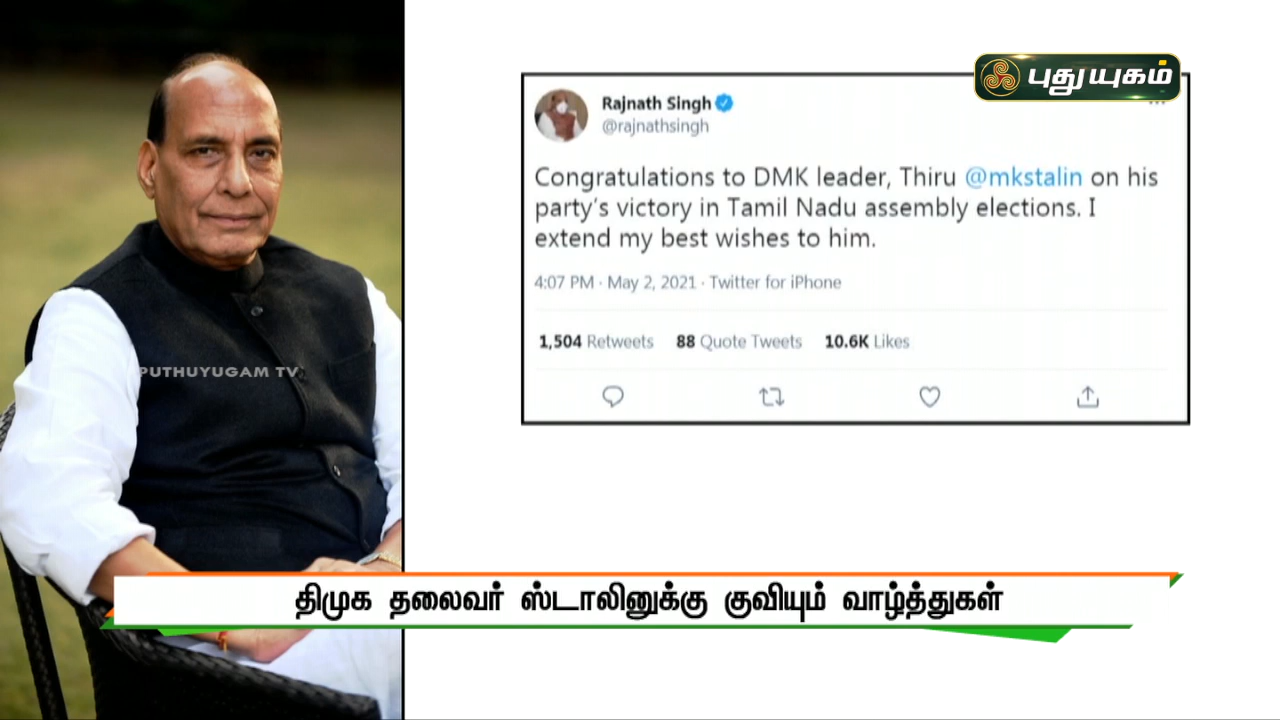 புதுயுகம்
Rajnath Singh
@rajnathsingh
Congratulations to DMK leader, Thiru @mkstalin on his
party's victory in Tamil Nadu assembly elections. I
extend my best wishes to him.
4:07 PM · May 2, 2021 · Twitter for iPhone
1,504 Retweets 88 Quote Tweets 10.6K Likes
PUTHUYUGAM TV
திமுக தலைவர் ஸ்டாலினுக்கு குவியும் வாழ்த்துகள்